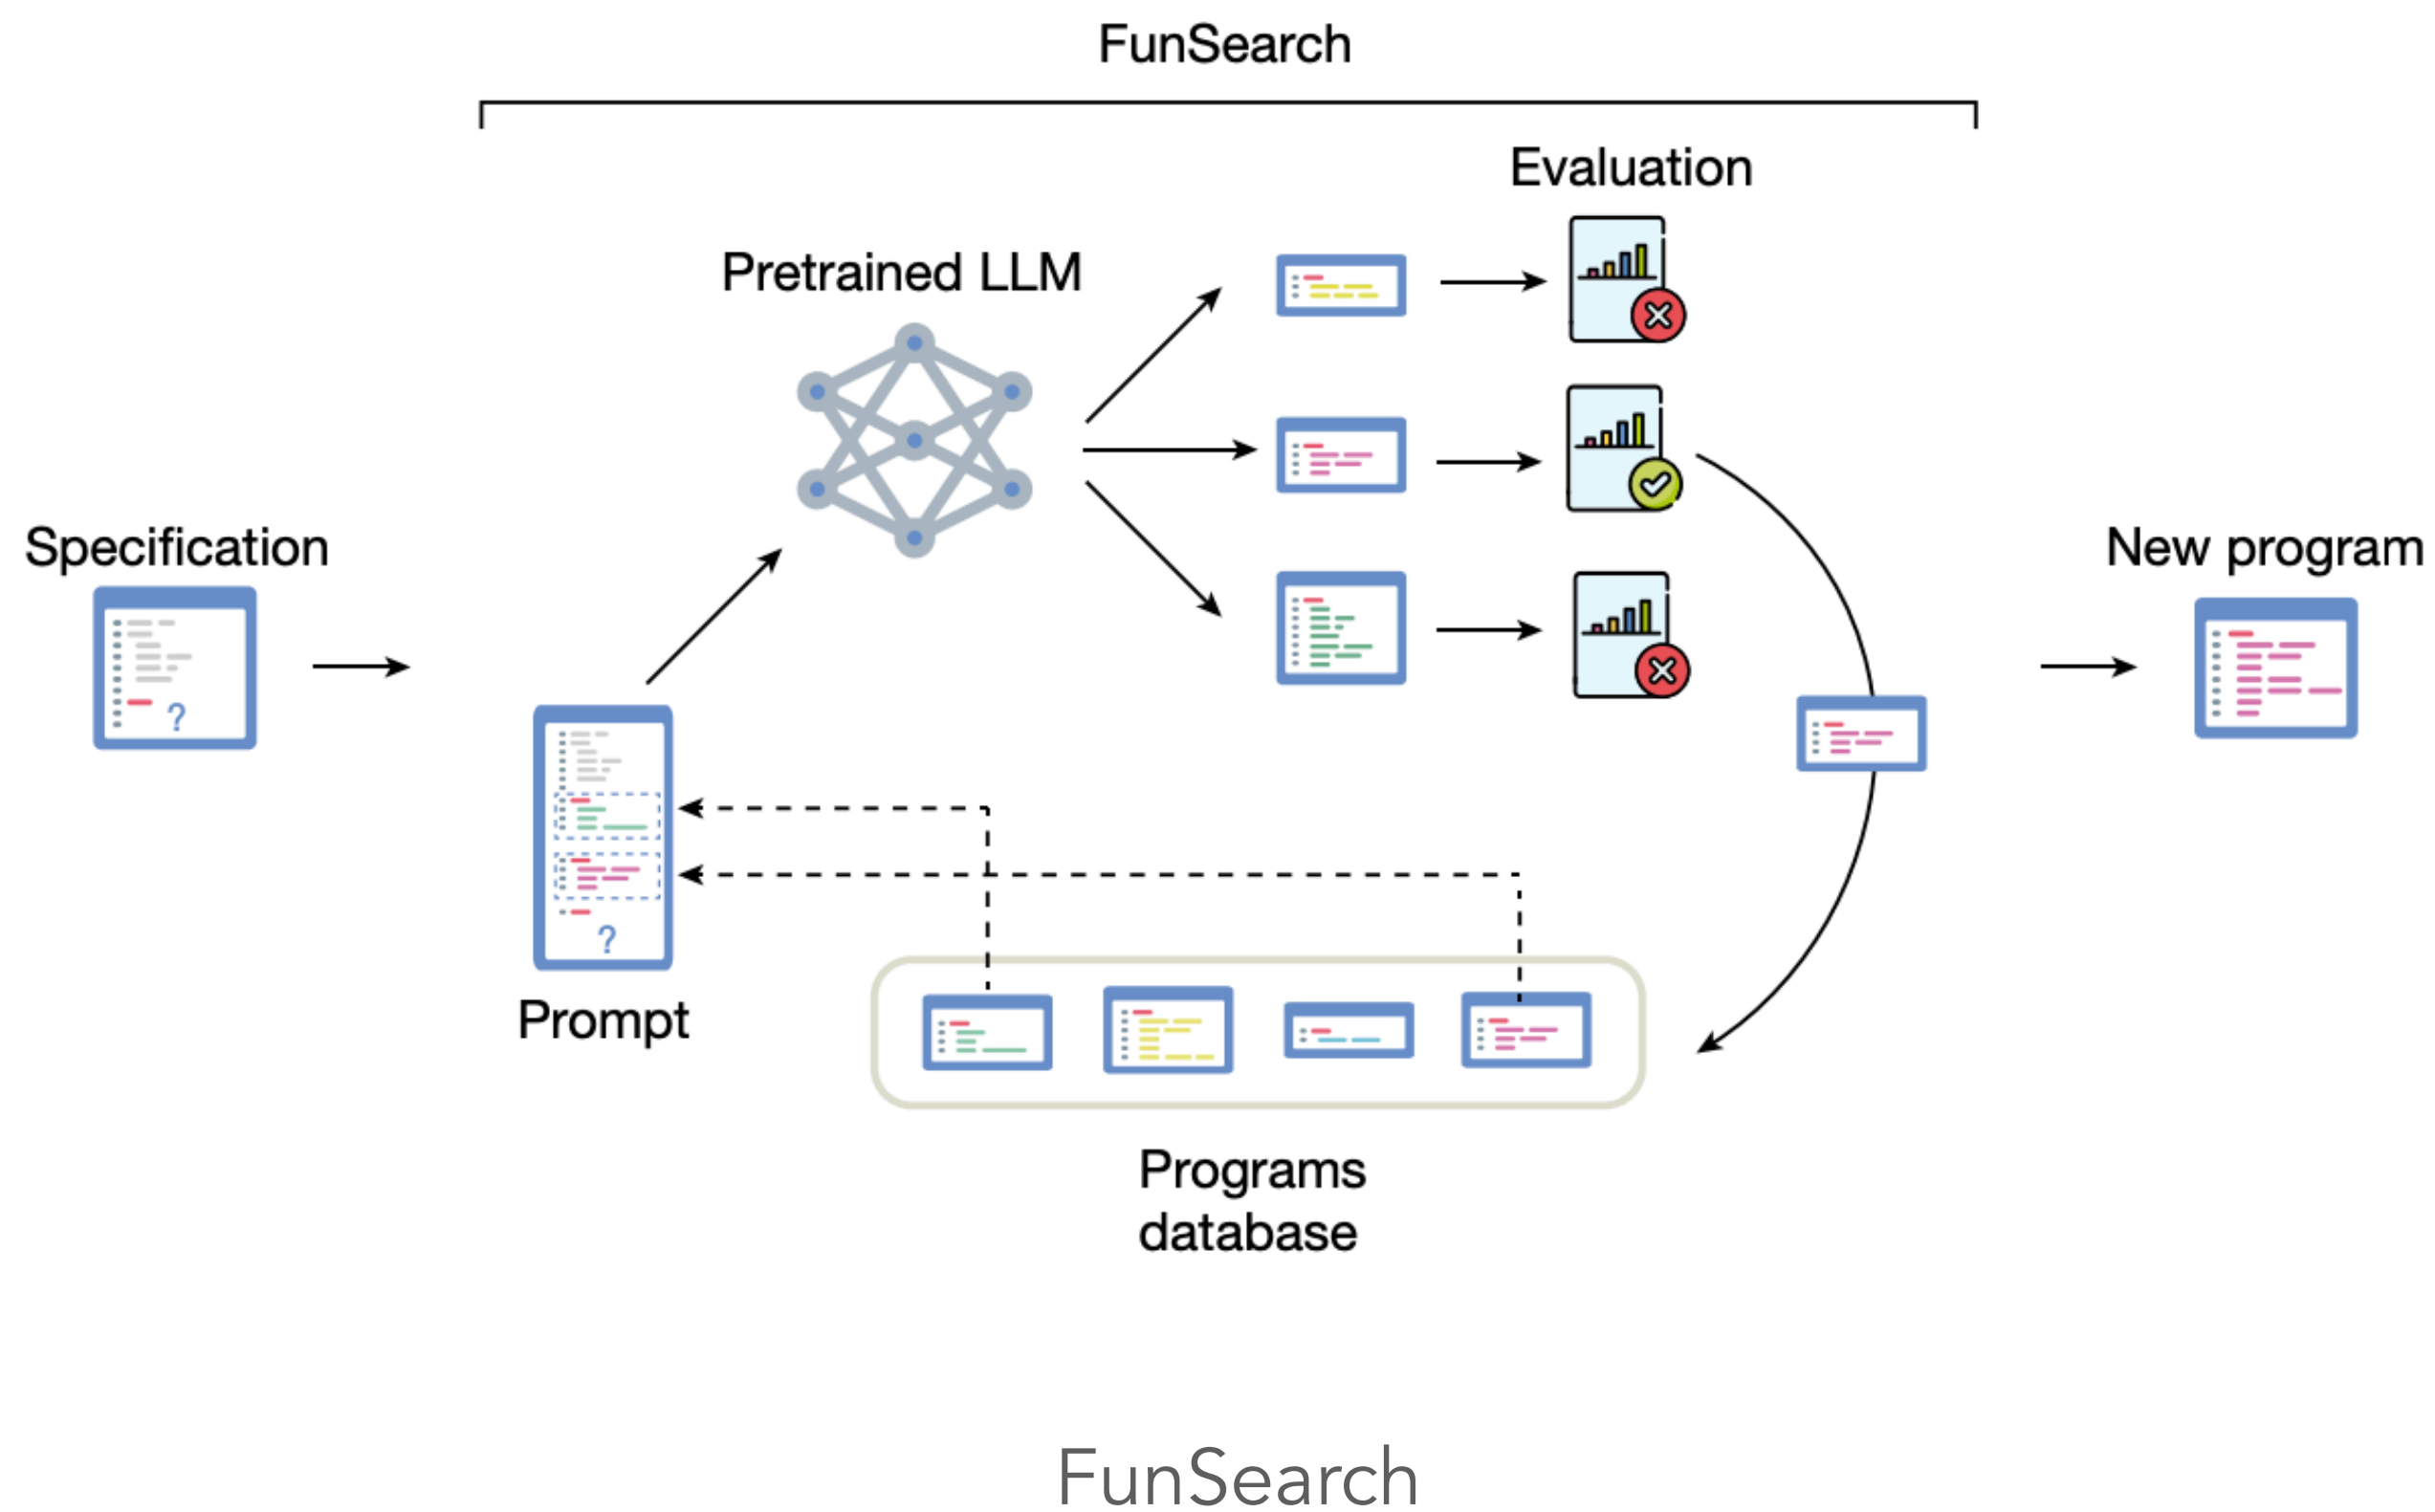 FunSearch
Evaluation
Pretrained LLM
Specification
New program
?
?
Prompt
Programs
database
FunSearch